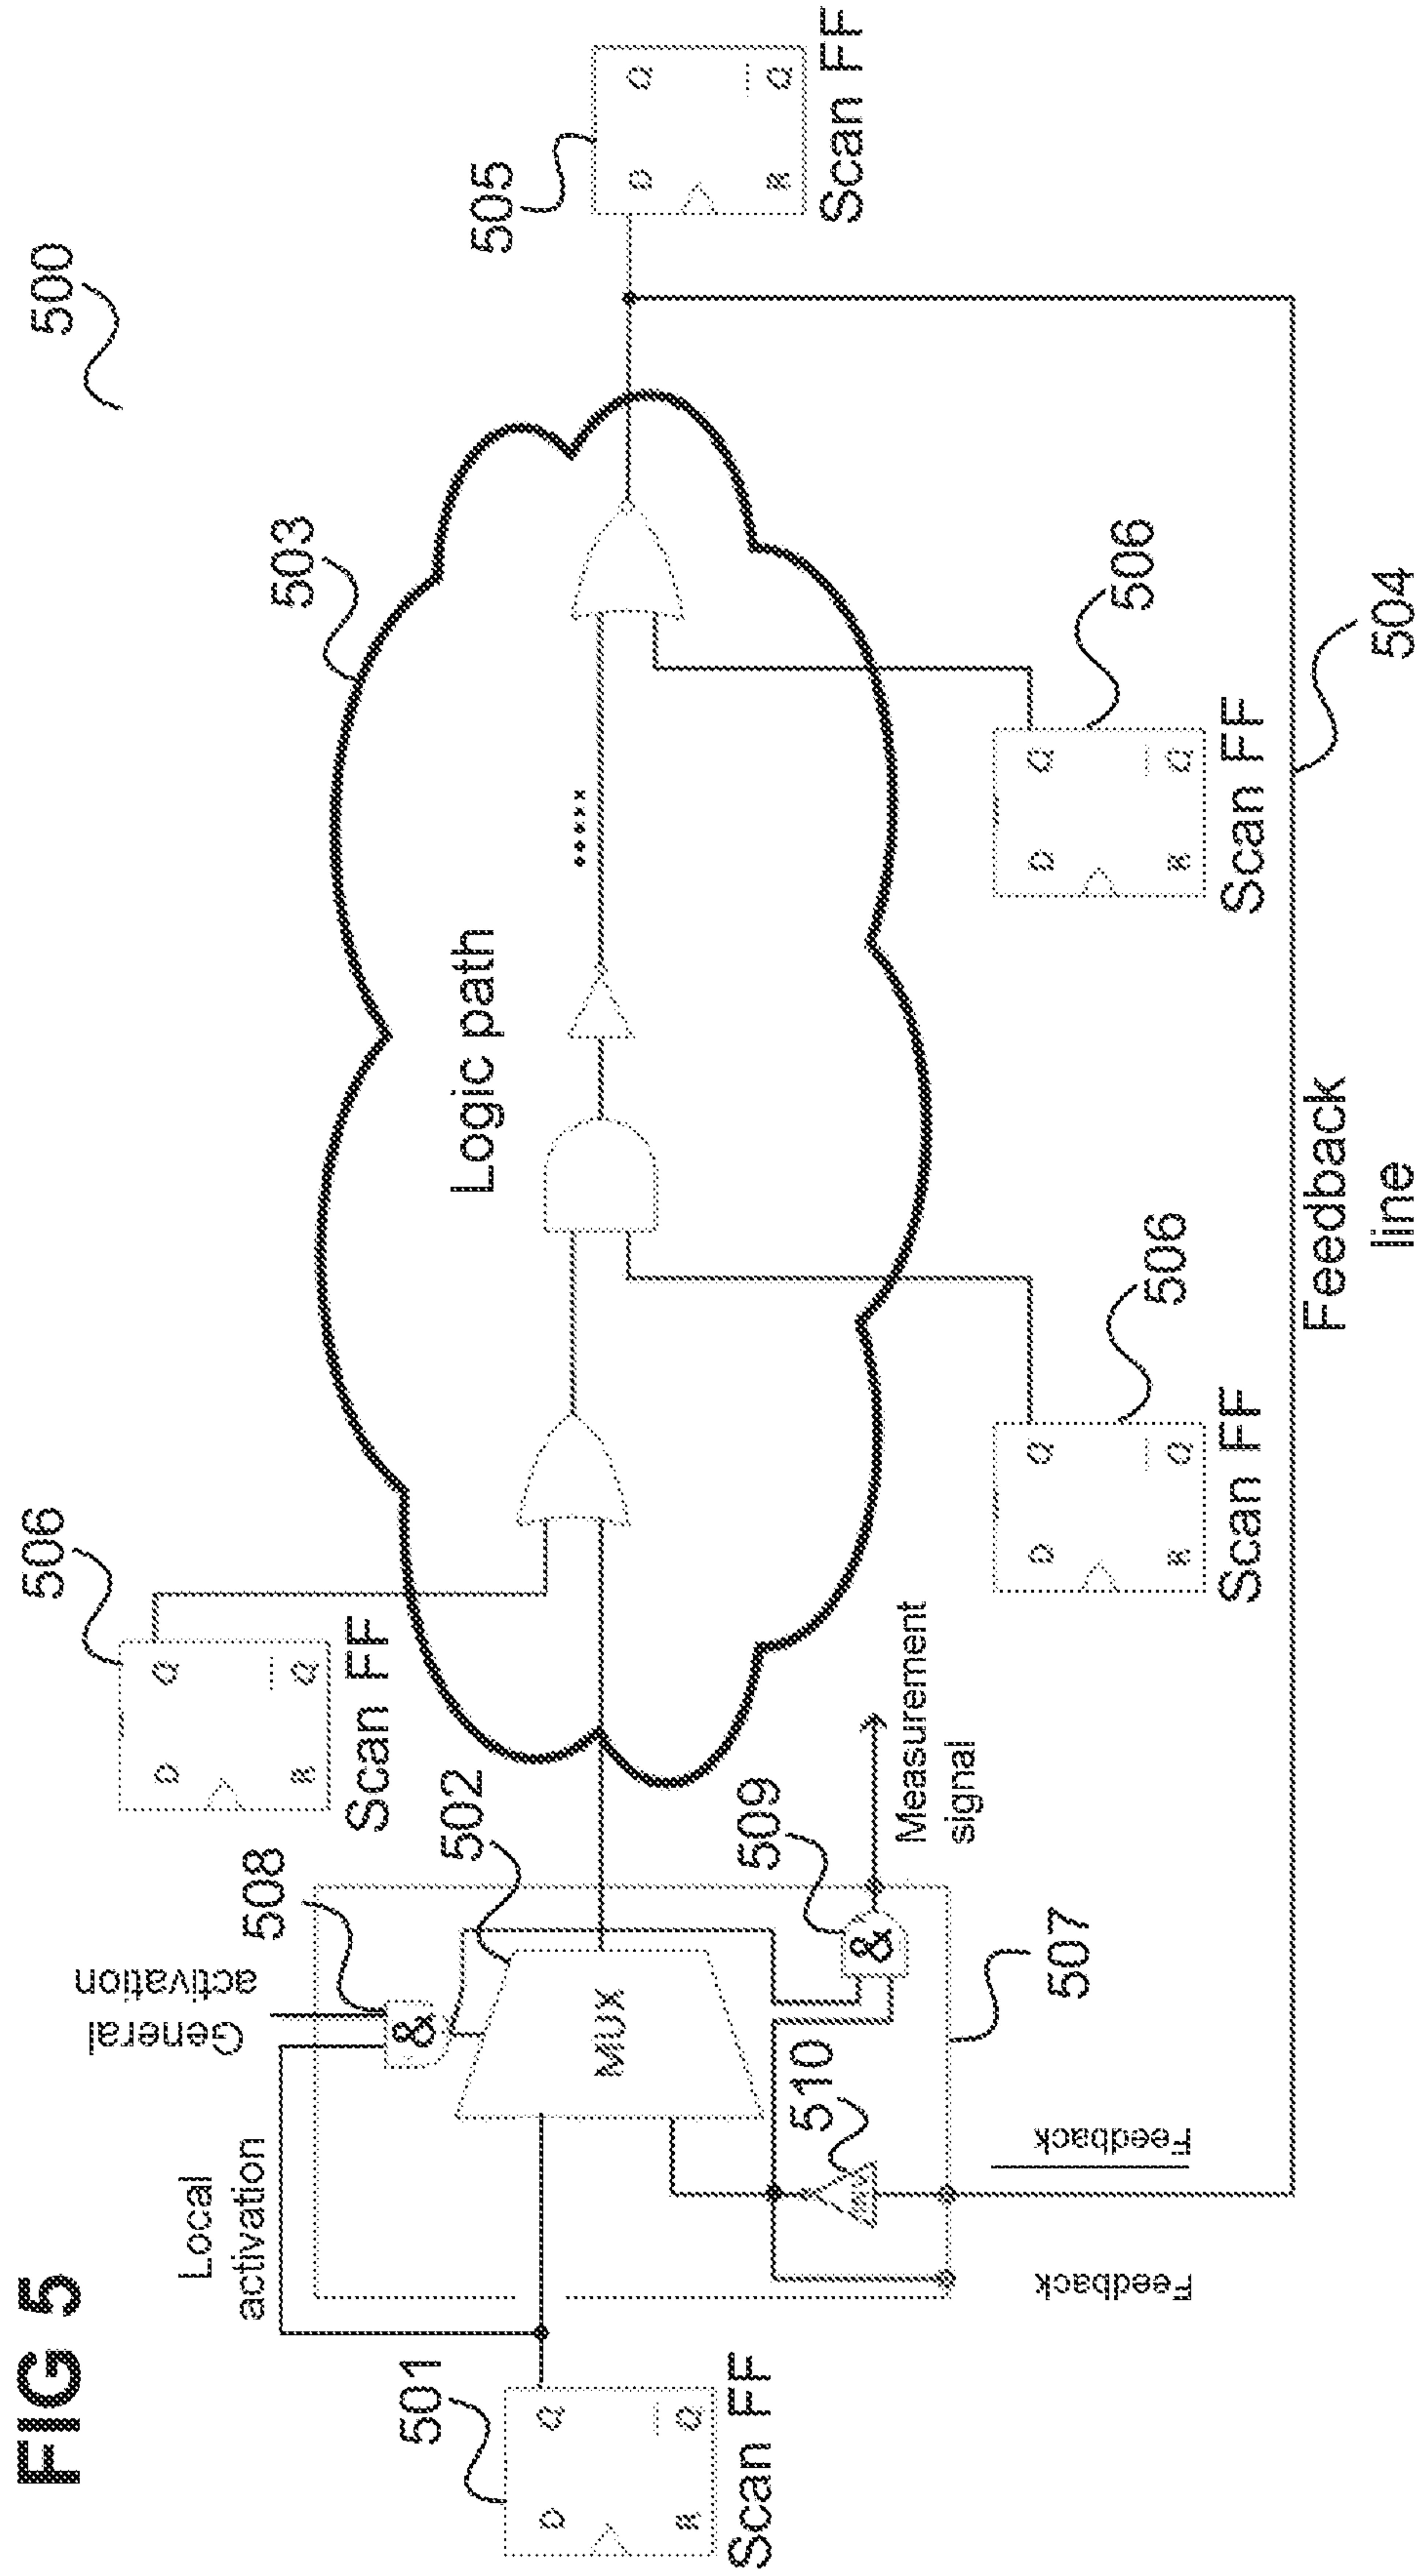 FIG 5
500
501
Scan FF
D
Q
R
Q
Local
activation
General
activation
508
&
502
MUX
509
&
Measurement
signal
510
INV
507
Feedback
Feedback
506
Scan FF
D
Q
R
Q
503
Logic path
.....
506
Scan FF
D
Q
R
Q
506
Scan FF
D
Q
R
Q
505
Scan FF
D
Q
R
Q
504
Feedback
line